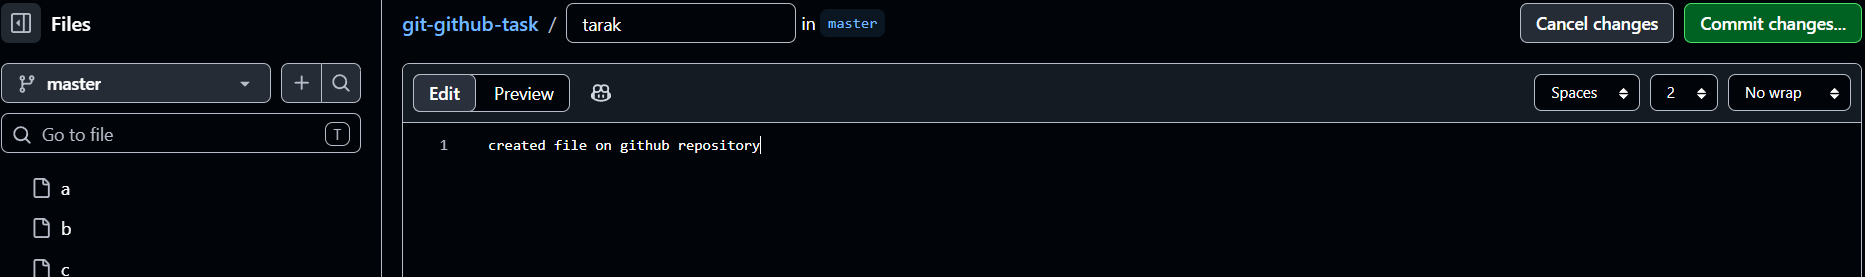 Files
master
Go to file
T
a
b
c
git-github-task / tarak in master
Cancel changes
Commit changes...
Edit
Preview
Spaces
2
No wrap
1 created file on github repository